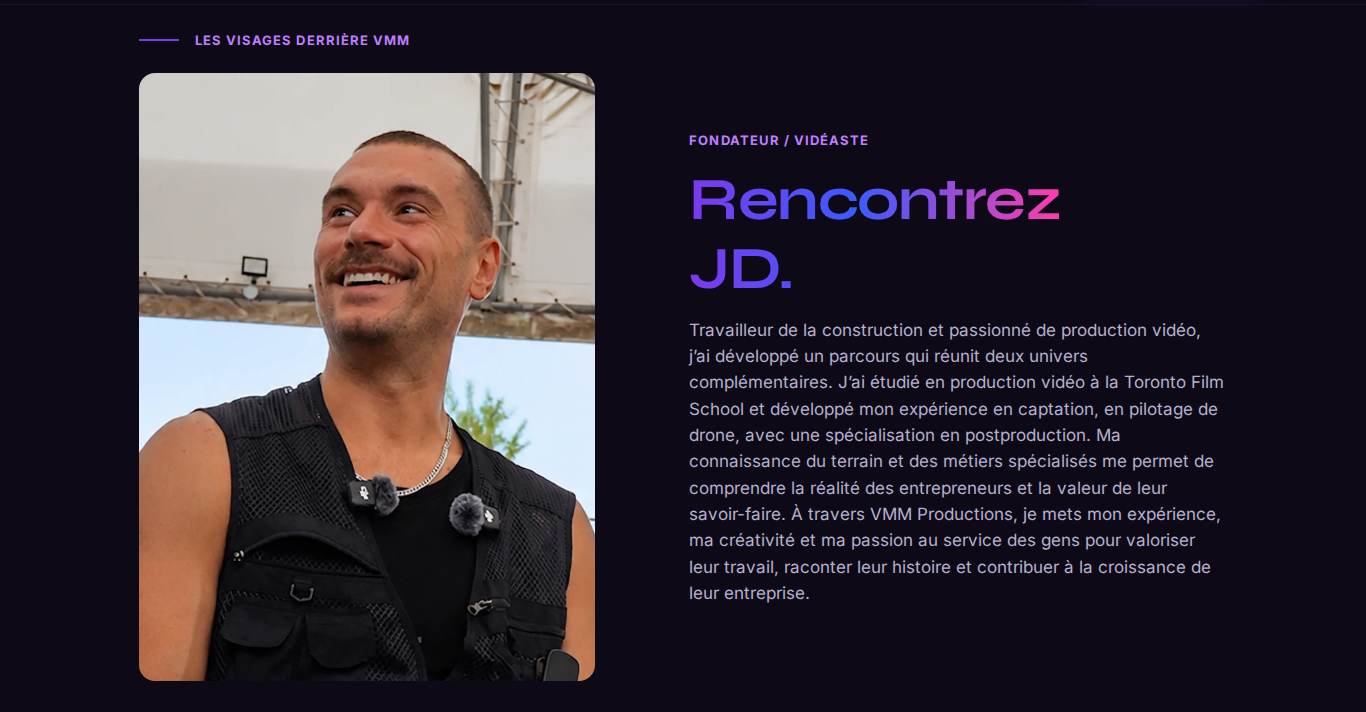 LES VISAGES DERRIÈRE VMM
FONDATEUR / VIDÉASTE
Rencontrez
JD.
Travailleur de la construction et passionné de production vidéo,
j’ai développé un parcours qui réunit deux univers
complémentaires. J’ai étudié en production vidéo à la Toronto Film
School et développé mon expérience en captation, en pilotage de
drone, avec une spécialisation en postproduction. Ma
connaissance du terrain et des métiers spécialisés me permet de
comprendre la réalité des entrepreneurs et la valeur de leur
savoir-faire. À travers VMM Productions, je mets mon expérience,
ma créativité et ma passion au service des gens pour valoriser
leur travail, raconter leur histoire et contribuer à la croissance de
leur entreprise.